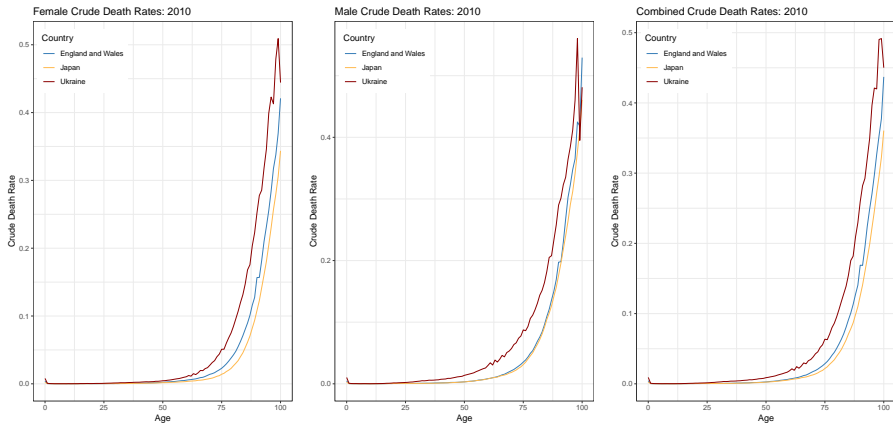 Female Crude Death Rates: 2010
Country
England and Wales
Japan
Ukraine
0.5
0.4
0.3
0.2
0.1
0.0
Crude Death Rate
0
25
50
75
100
Age
Male Crude Death Rates: 2010
Country
England and Wales
Japan
Ukraine
0.4
0.2
0.0
Crude Death Rate
0
25
50
75
100
Age
Combined Crude Death Rates: 2010
Country
England and Wales
Japan
Ukraine
0.5
0.4
0.3
0.2
0.1
0.0
Crude Death Rate
0
25
50
75
100
Age